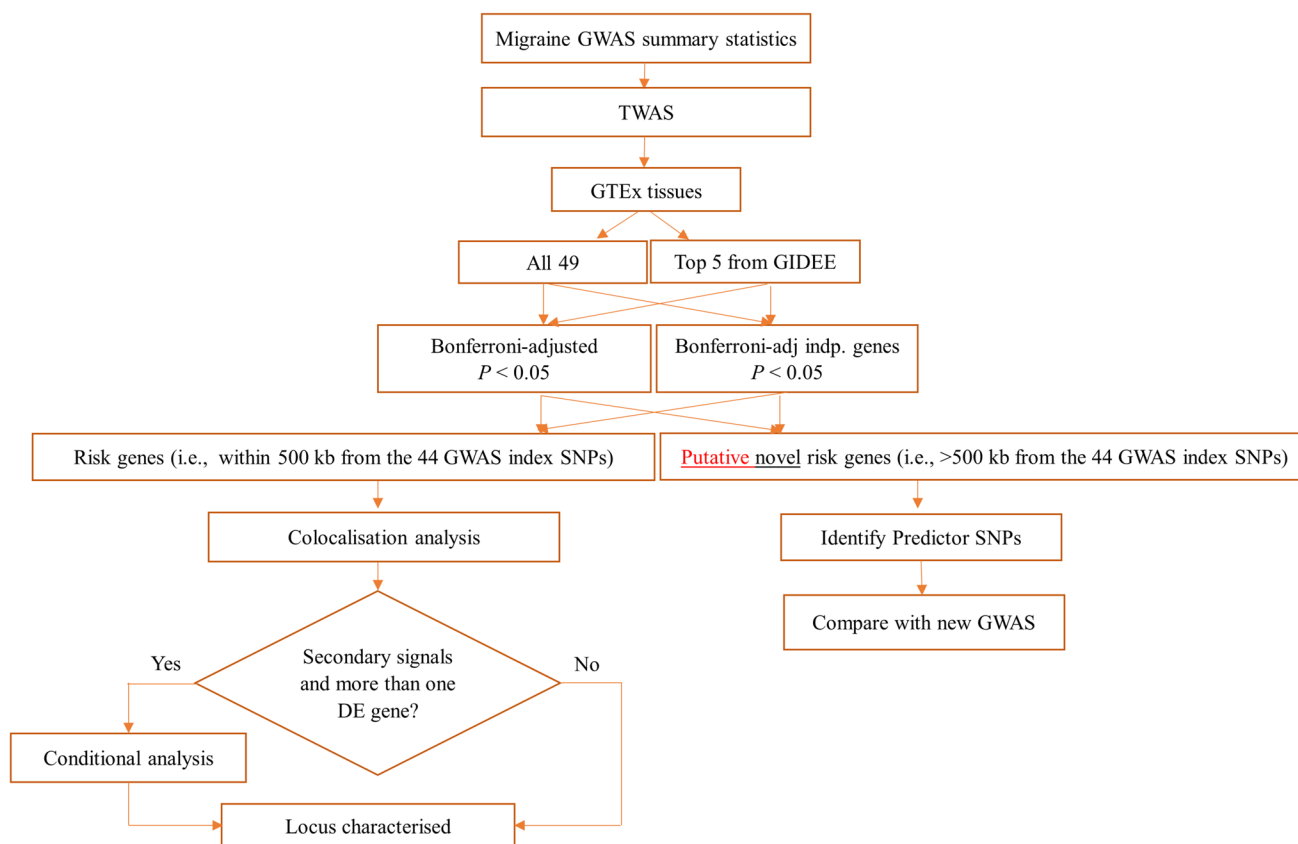 Migraine GWAS summary statistics
TWAS
GTEx tissues
All 49
Top 5 from GIDEE
Bonferroni-adjusted
P < 0.05
Bonferroni-adj indp. genes
P < 0.05
Risk genes (i.e., within 500 kb from the 44 GWAS index SNPs)
Putative novel risk genes (i.e., >500 kb from the 44 GWAS index SNPs)
Colocalisation analysis
Identify Predictor SNPs
Compare with new GWAS
Secondary signals
and more than one
DE gene?
Yes
No
Conditional analysis
Locus characterised